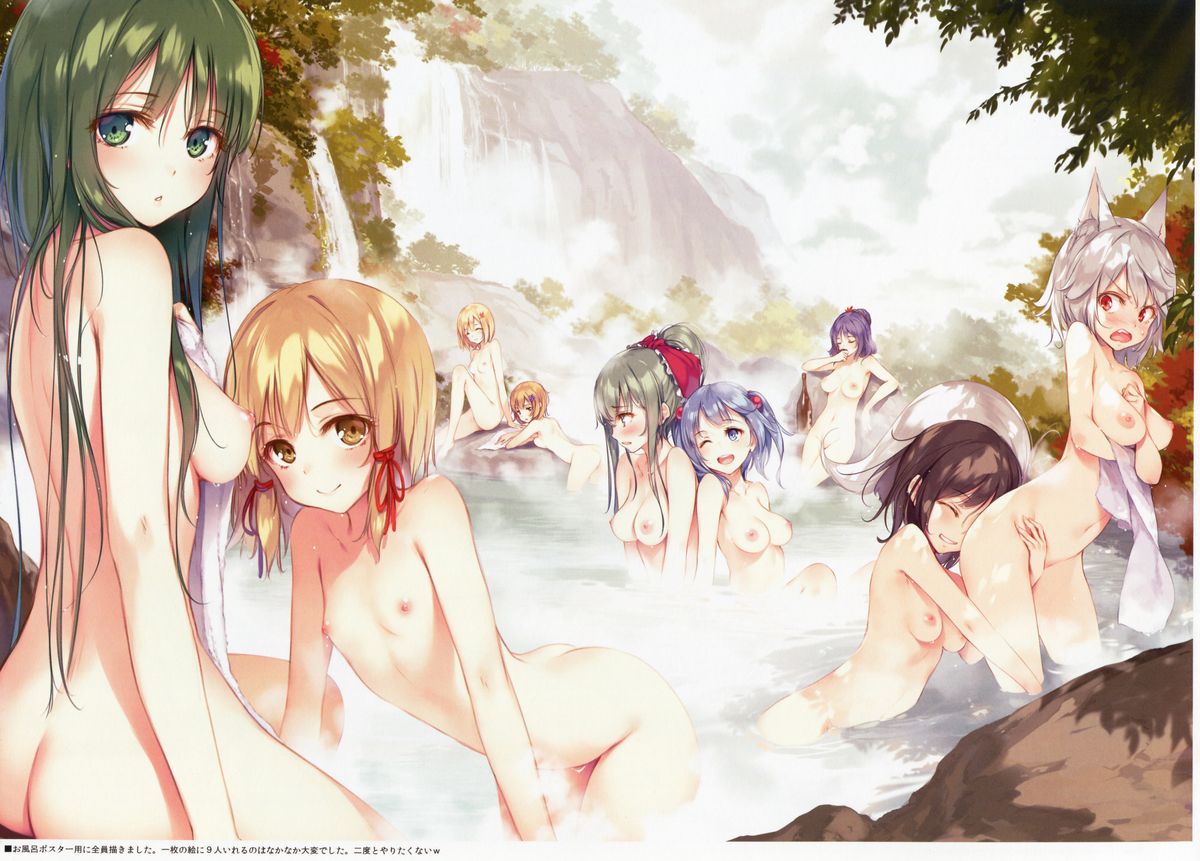 ■お風呂ポスター用に全員描きました。一枚の絵に９人いれるのはなかなか大変でした。二度とやりたくないｗ